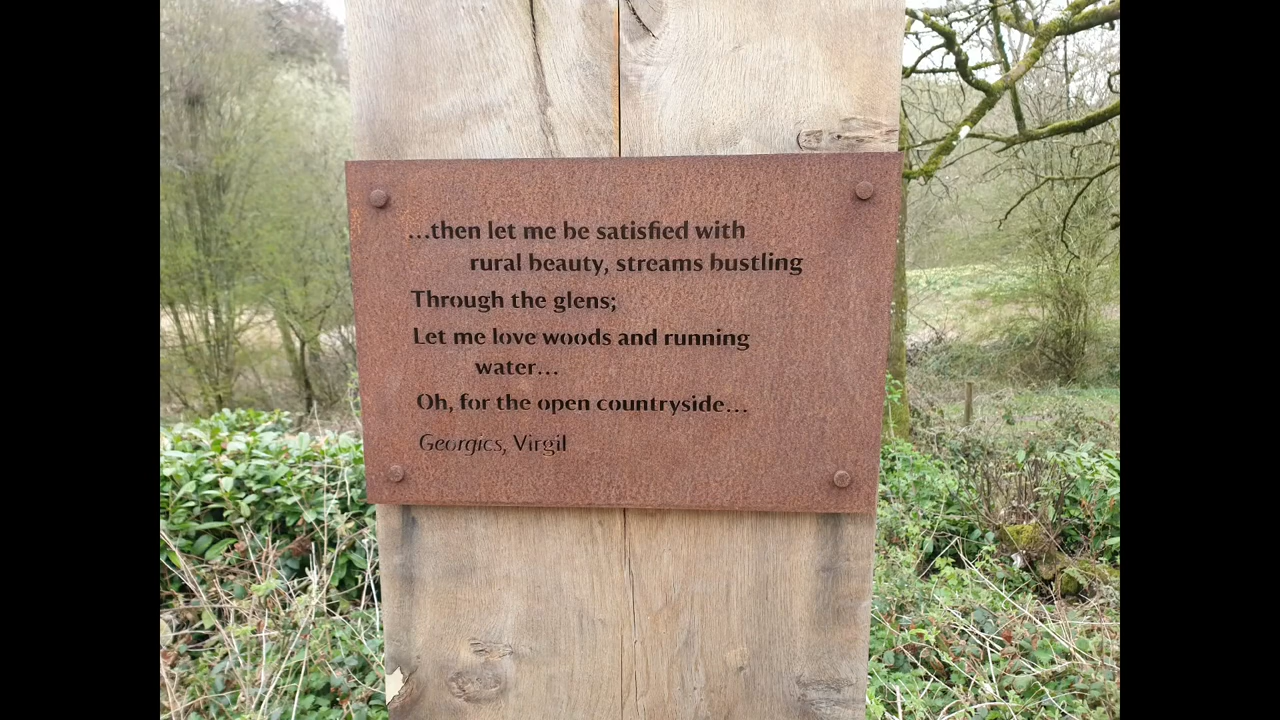 …then let me be satisfied with
rural beauty, streams bustling
Through the glens;
Let me love woods and running
water…
Oh, for the open countryside…
Georgics, Virgil